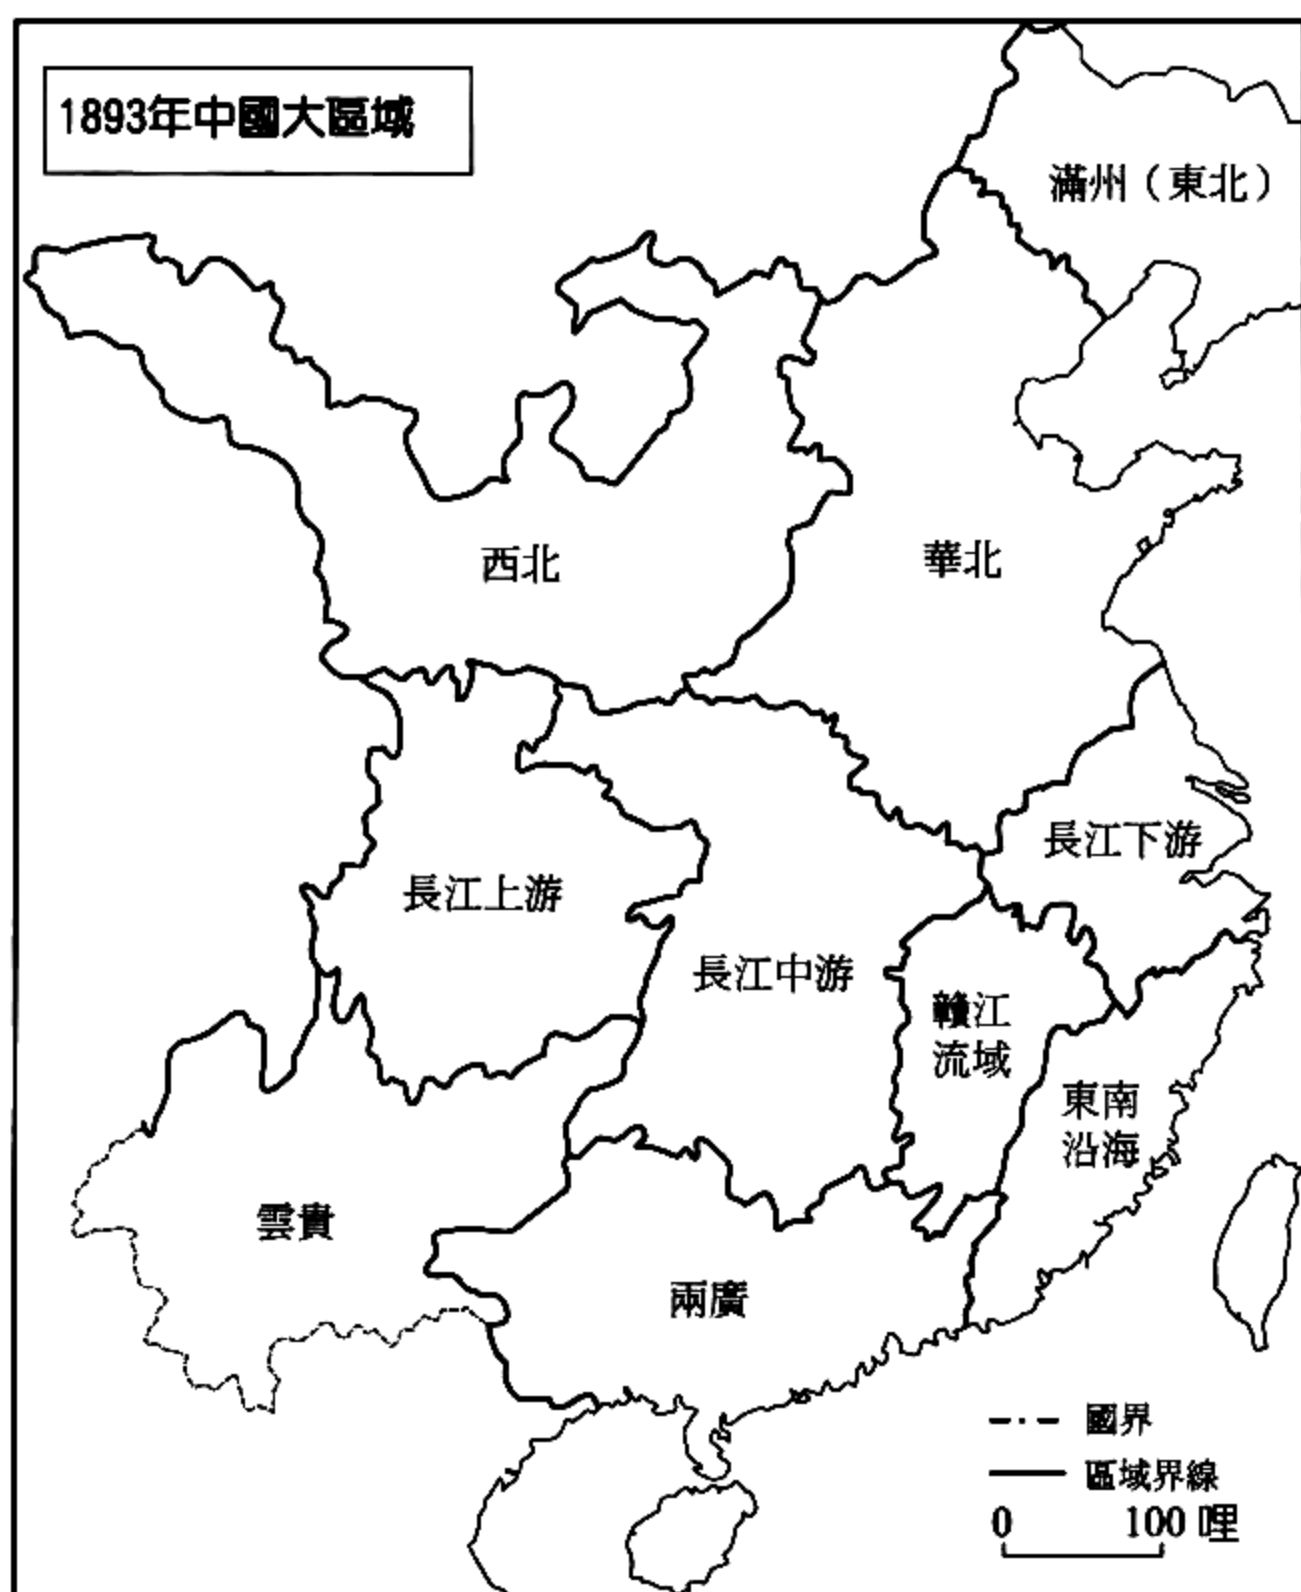 1893年中國大區域
滿州（東北）
西北
華北
長江下游
長江上游
長江中游
贛江
流域
東南
沿海
雲貴
兩廣
國界
區域界線
0 100 哩